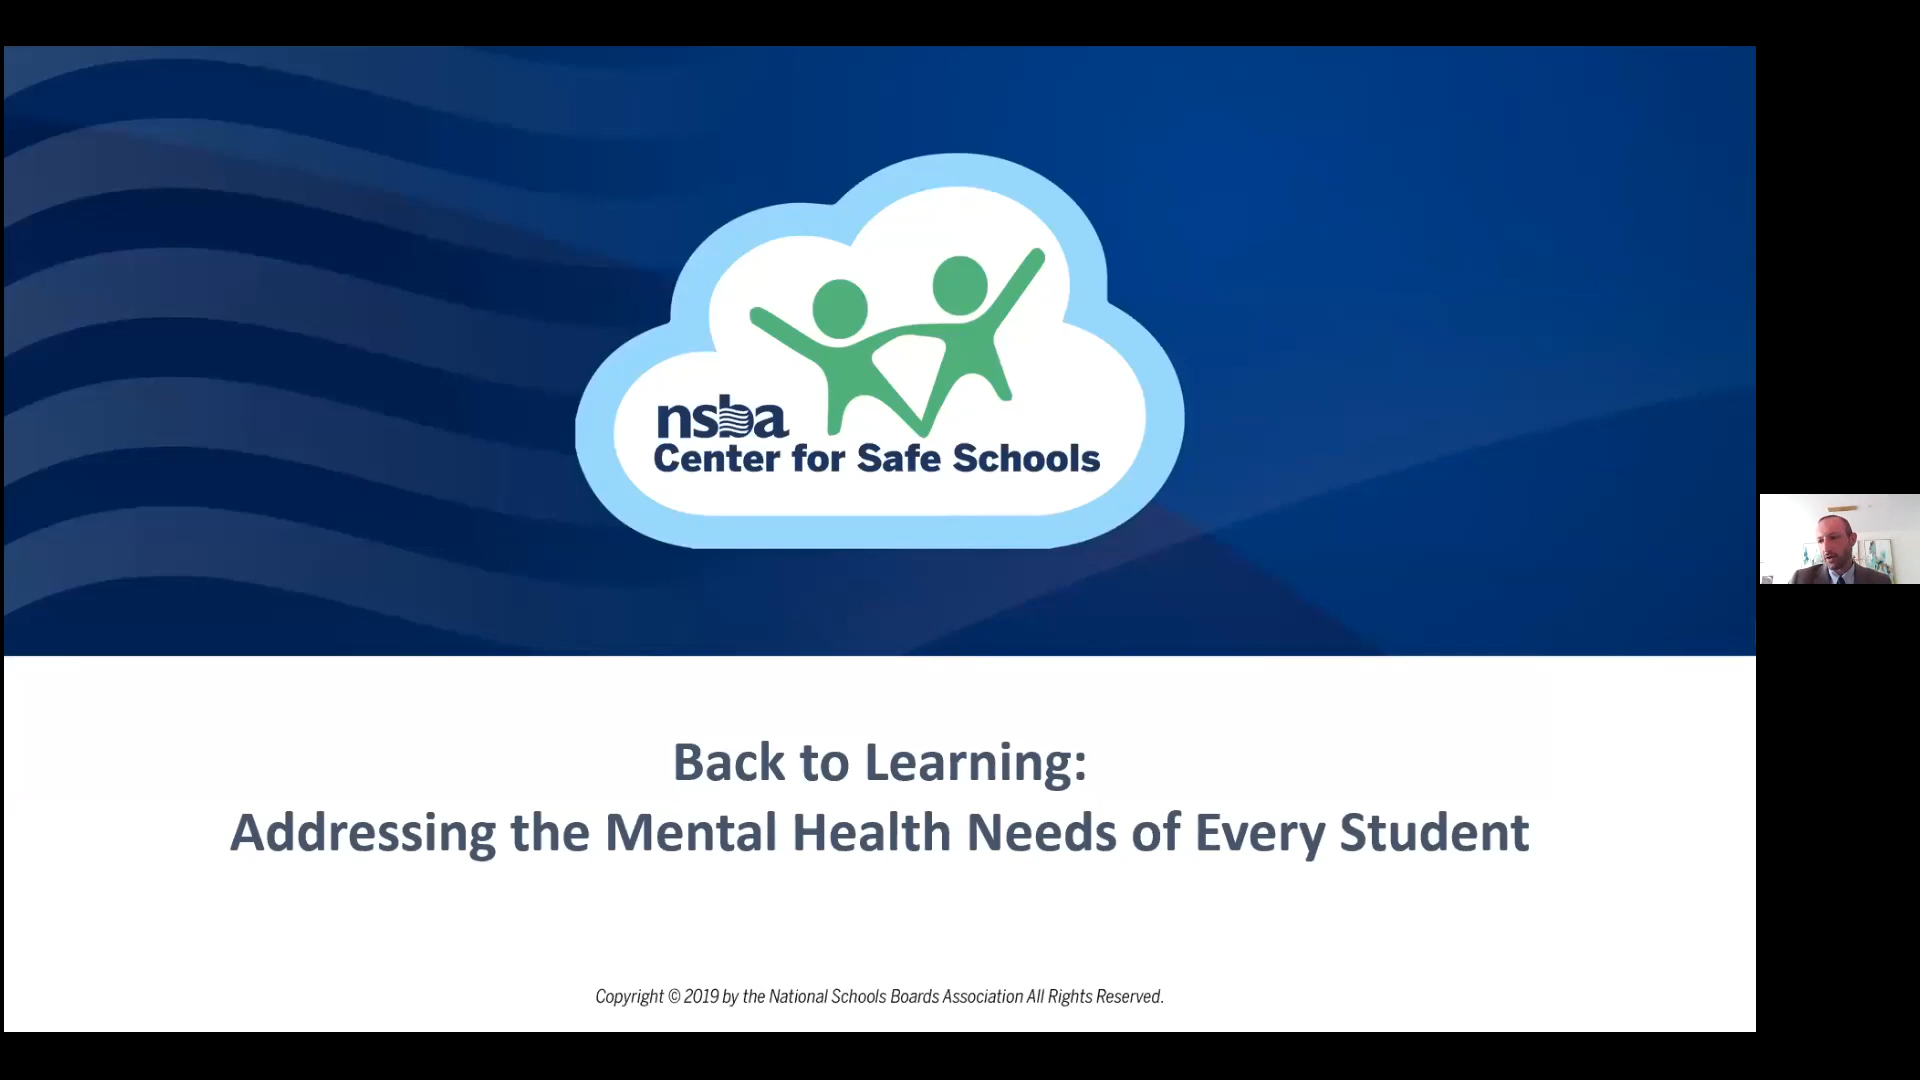 nsba
Center for Safe Schools
Back to Learning:
Addressing the Mental Health Needs of Every Student
Copyright © 2019 by the National Schools Boards Association All Rights Reserved.